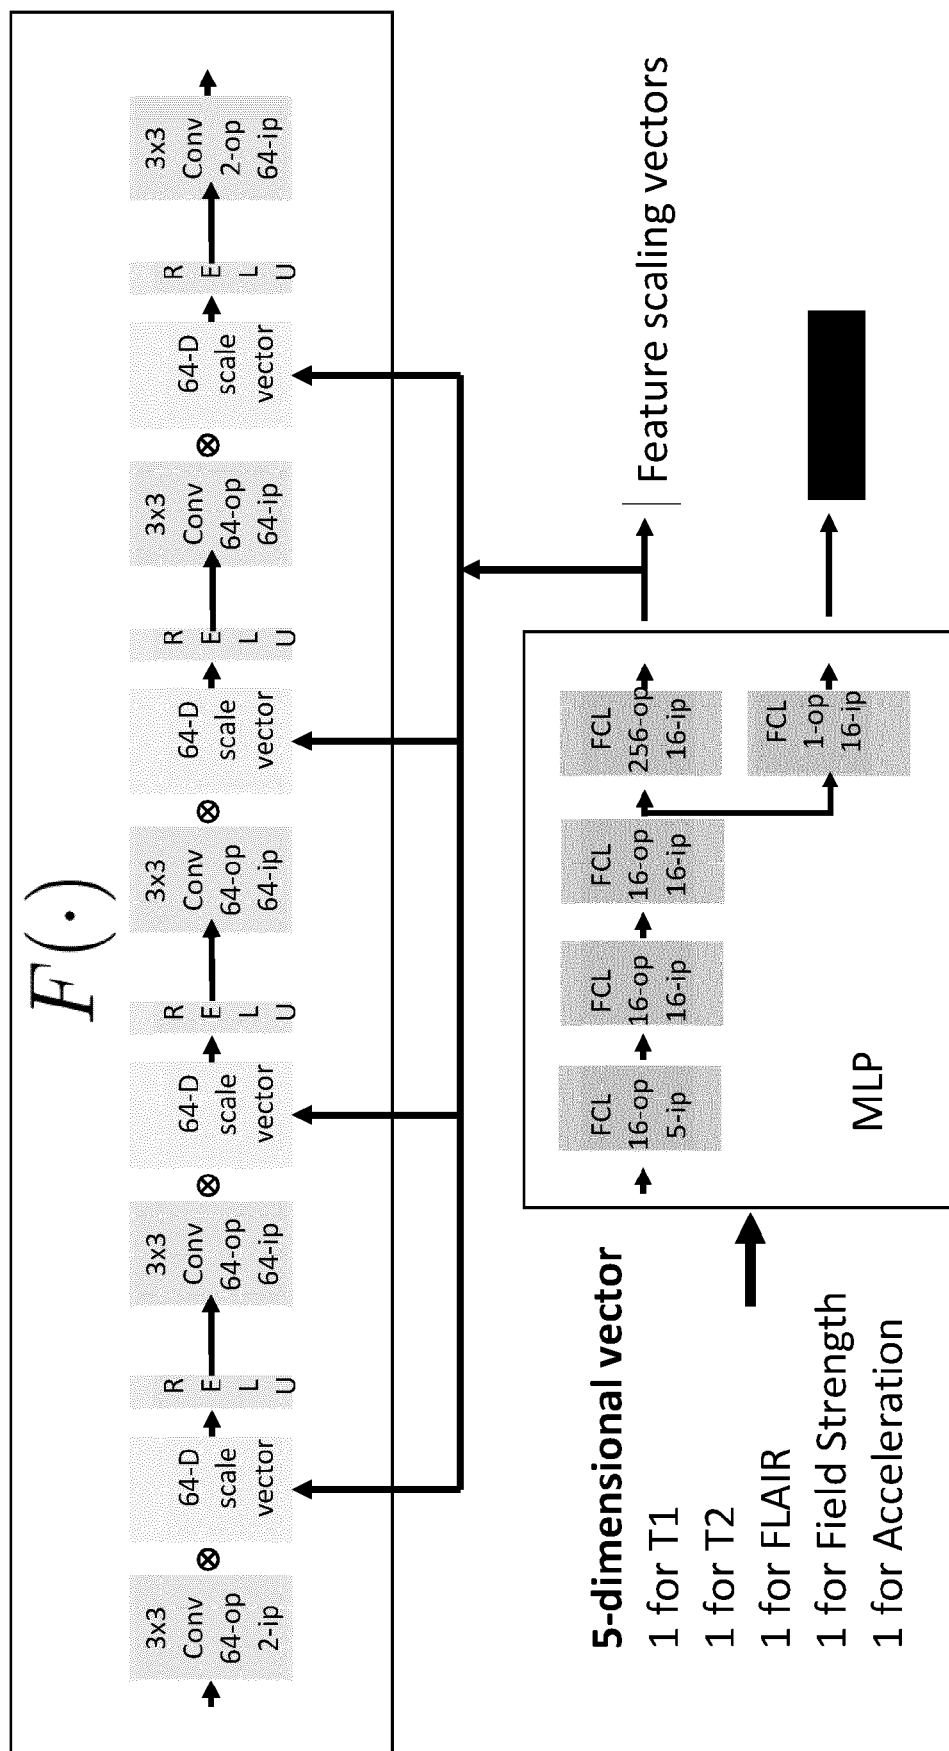 F(·)
3x3
Conv
64-op
2-ip
⊗
64-D
scale
vector
R
E
L
U
3x3
Conv
64-op
64-ip
⊗
64-D
scale
vector
R
E
L
U
3x3
Conv
64-op
64-ip
⊗
64-D
scale
vector
R
E
L
U
3x3
Conv
64-op
64-ip
⊗
64-D
scale
vector
R
E
L
U
3x3
Conv
2-op
64-ip
5-dimensional vector
1 for T1
1 for T2
1 for FLAIR
1 for Field Strength
1 for Acceleration
FCL
16-op
5-ip
FCL
16-op
16-ip
FCL
16-op
16-ip
FCL
256-op
16-ip
FCL
1-op
16-ip
MLP
Feature scaling vectors